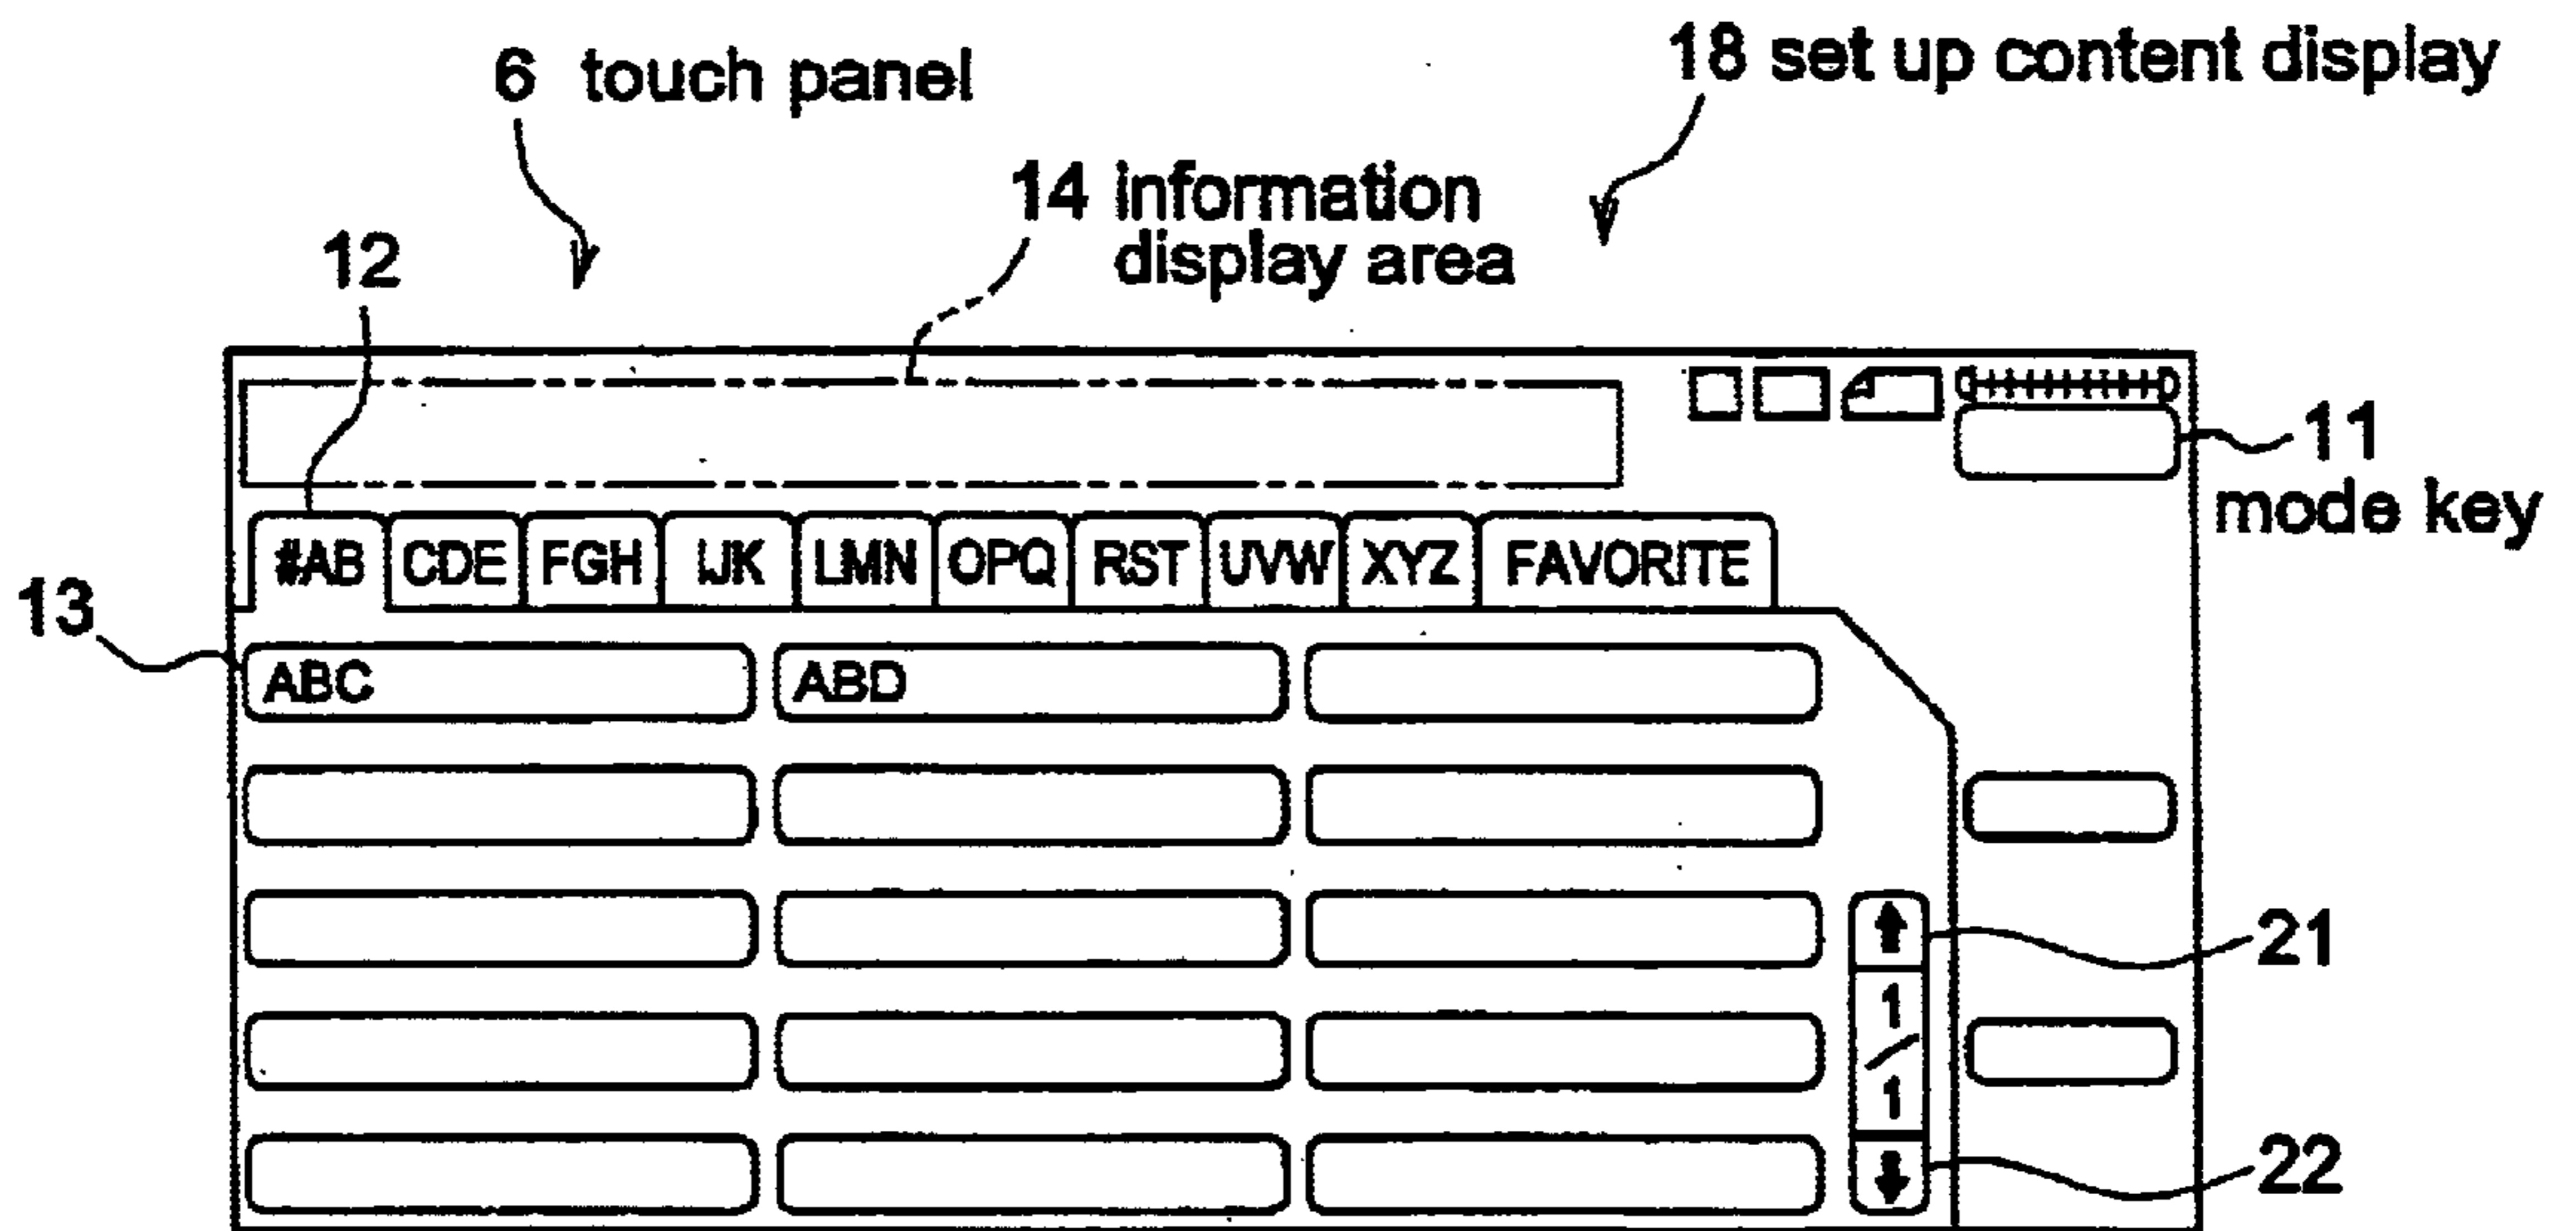 6 touch panel
18 set up content display
14 information
display area
12
11
mode key
#AB CDE FGH IJK LMN OPQ RST UVW XYZ FAVORITE
13
ABC ABD
21
1
/
1
22